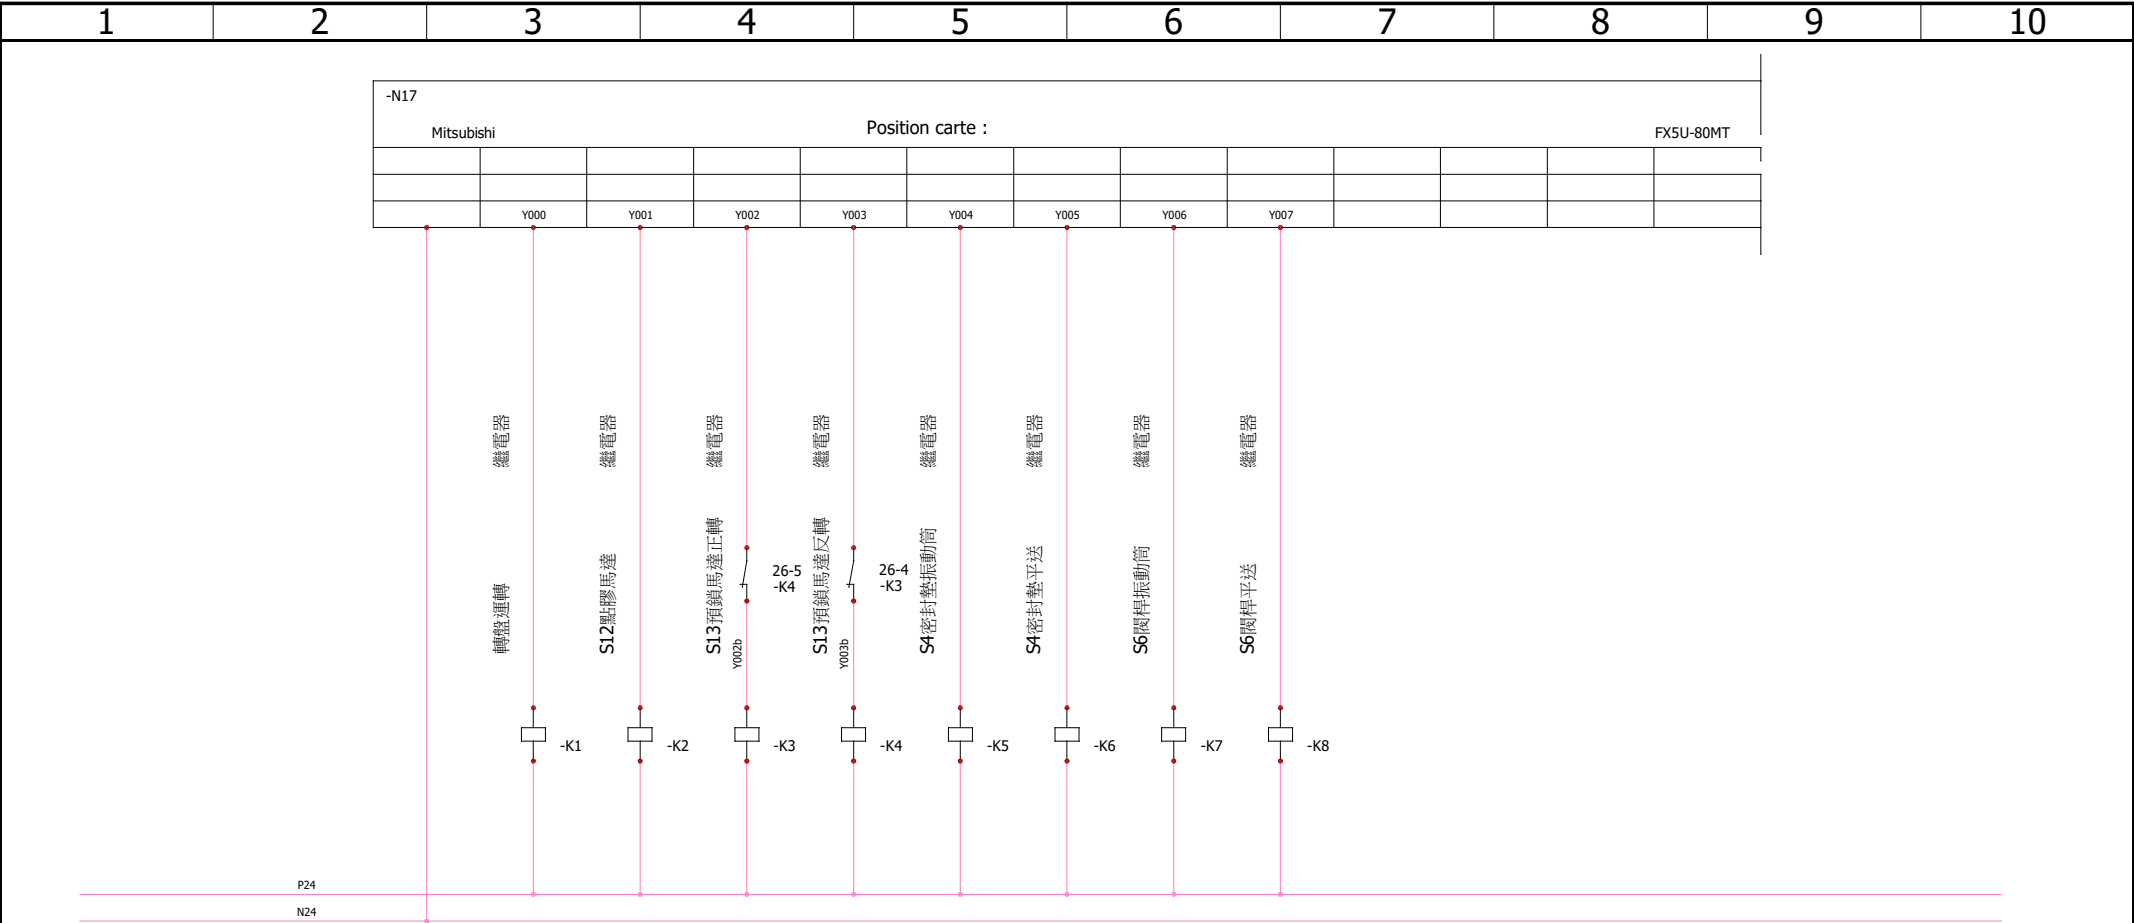 1 2 3 4 5 6 7 8 9 10
-N17
Mitsubishi Position carte : FX5U-80MT
Y000 Y001 Y002 Y003 Y004 Y005 Y006 Y007
轉盤運轉 繼電器
S12點膠馬達 繼電器
S13預鎖馬達正轉 繼電器
S13預鎖馬達反轉 繼電器
S4密封墊振動筒 繼電器
S4密封墊平送 繼電器
S6閥桿振動筒 繼電器
S6閥桿平送 繼電器
26-5
-K4
26-4
-K3
Y002b
Y003b
-K1 -K2 -K3 -K4 -K5 -K6 -K7 -K8
P24
N24